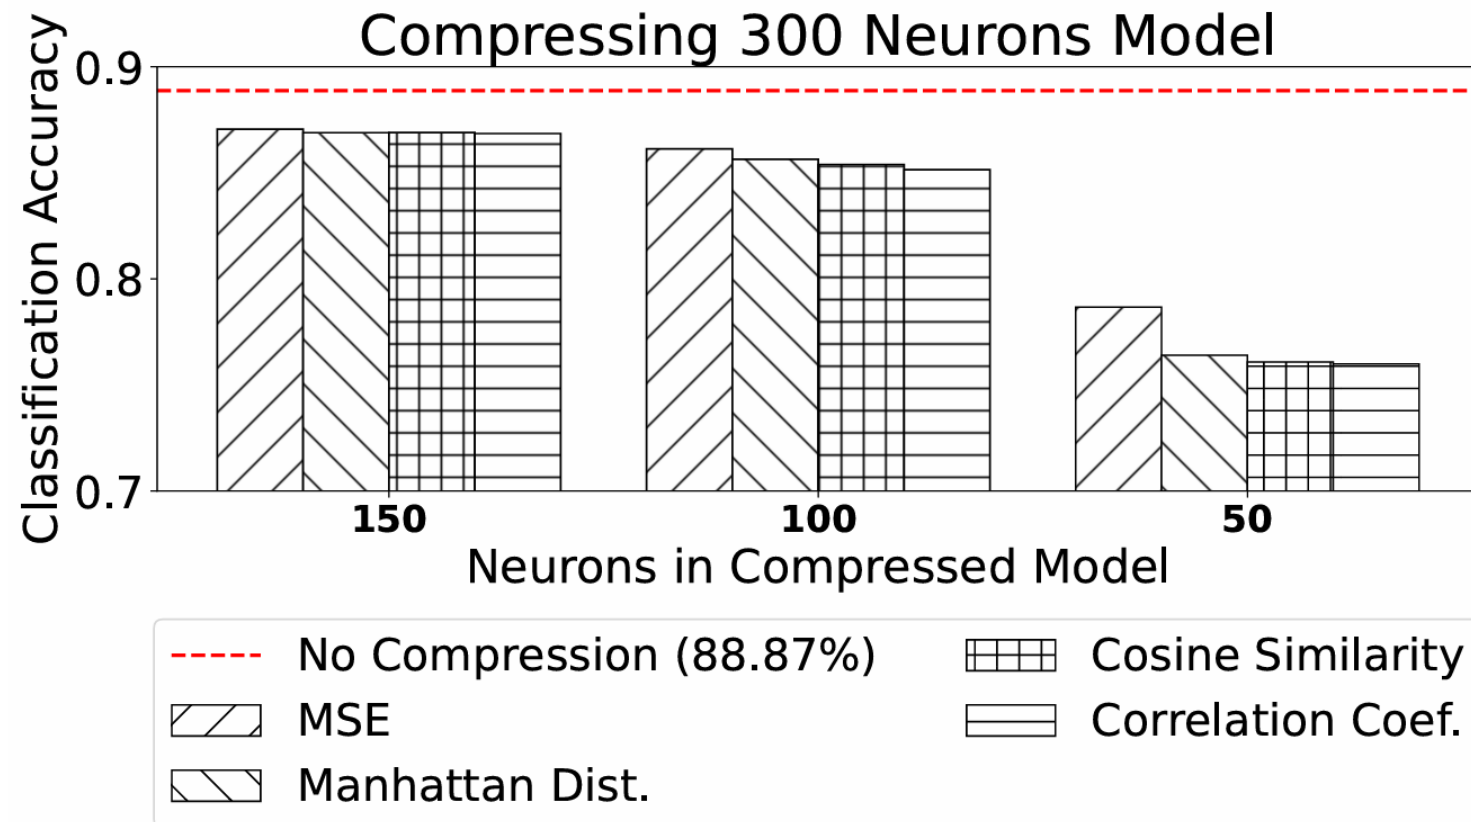 Compressing 300 Neurons Model
Classification Accuracy
0.9
0.8
0.7
150 100 50
Neurons in Compressed Model
No Compression (88.87%)
MSE
Manhattan Dist.
Cosine Similarity
Correlation Coef.